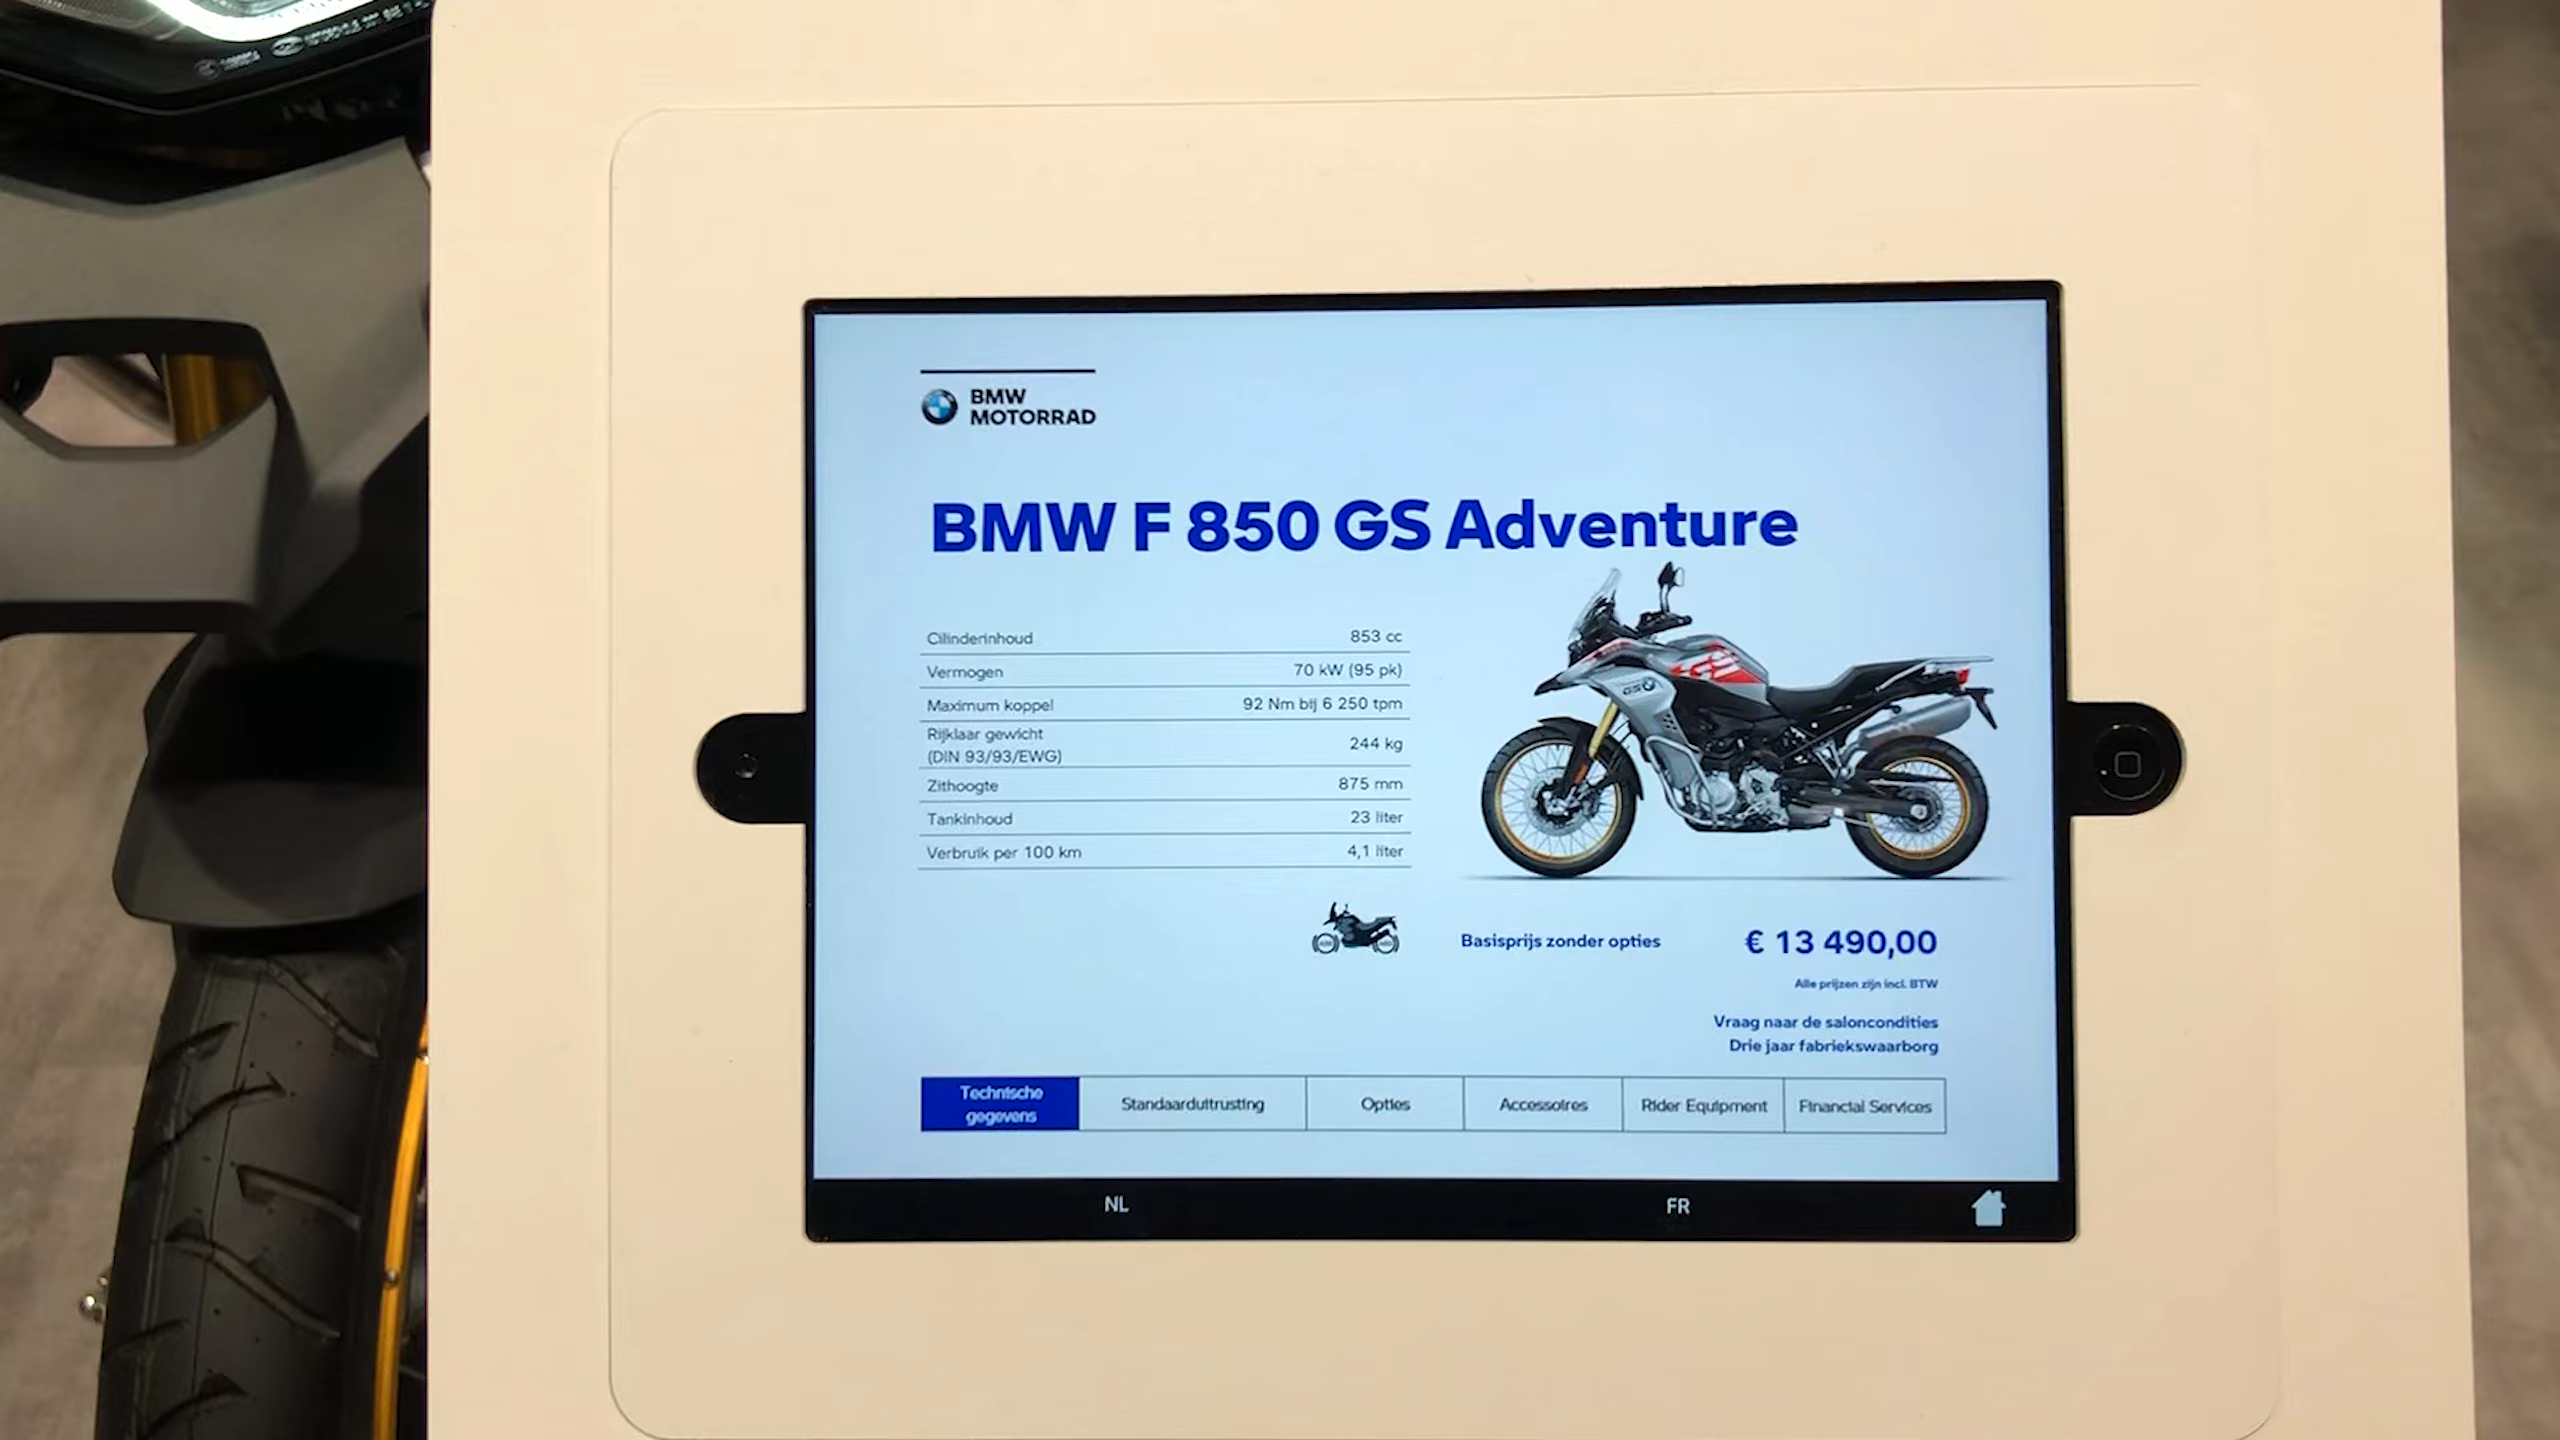 BMW
MOTORRAD
BMW F 850 GS Adventure
Cilinderinhoud 853 cc
Vermogen 70 kW (95 pk)
Maximum koppel 92 Nm bij 6 250 tpm
Rijklaar gewicht
(DIN 93/93/EWG) 244 kg
Zithoogte 875 mm
Tankinhoud 23 liter
Verbruik per 100 km 4,1 liter
Basisprijs zonder opties € 13 490,00
Alle prijzen zijn incl. BTW
Vraag naar de saloncondities
Drie jaar fabriekswaarborg
Technische
gegevens
Standaarduitrusting
Opties
Accessoires
Rider Equipment
Financial Services
NL
FR